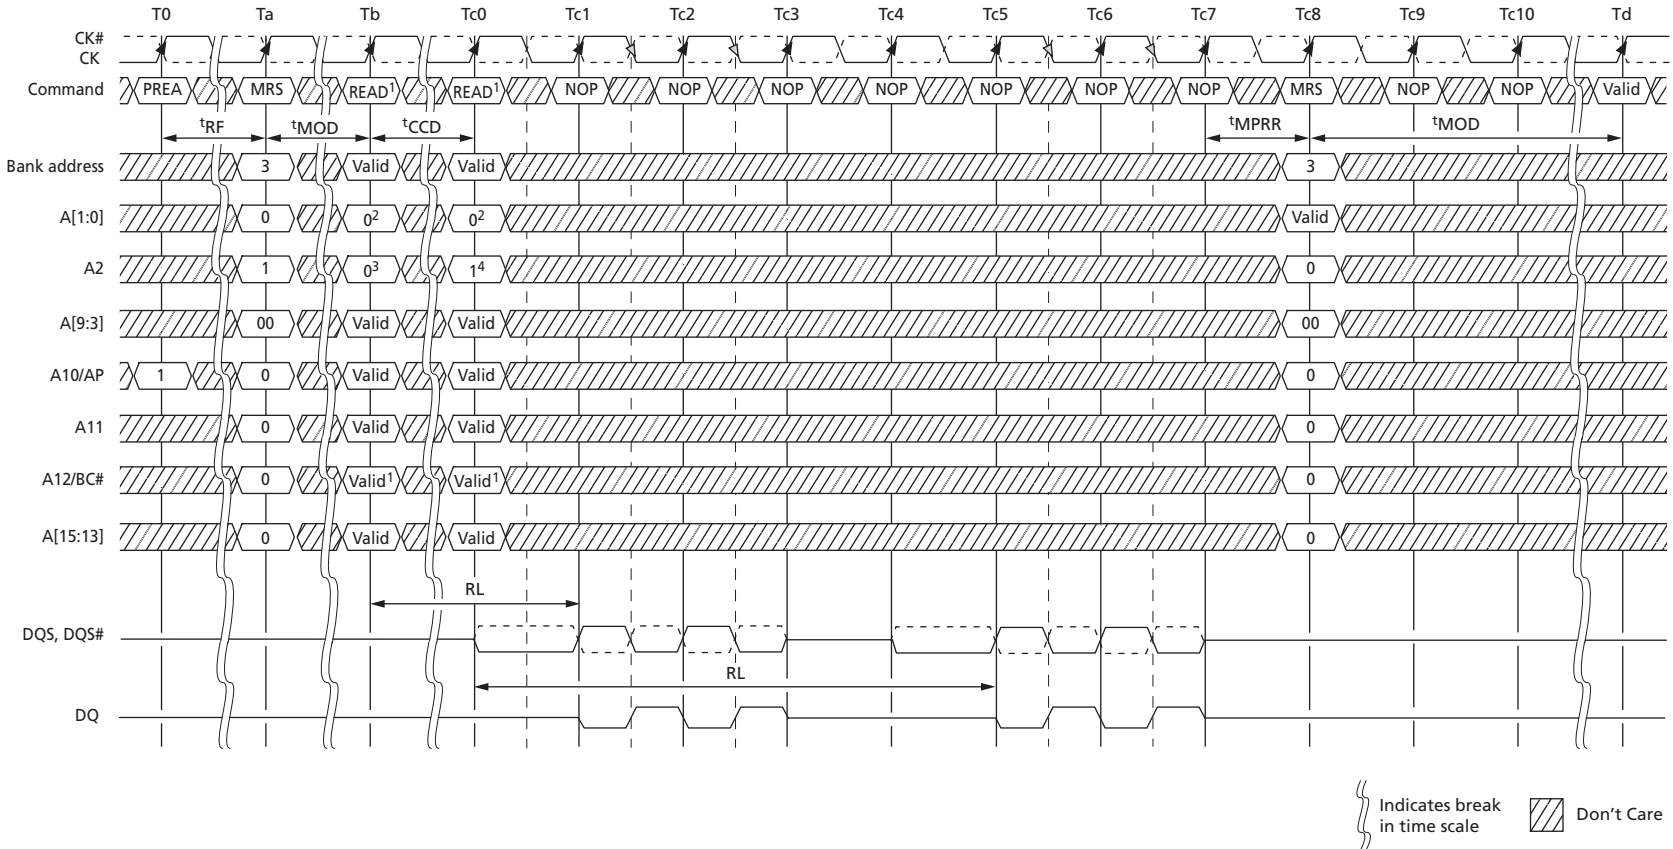 T0 Ta Tb Tc0 Tc1 Tc2 Tc3 Tc4 Tc5 Tc6 Tc7 Tc8 Tc9 Tc10 Td
CK#
CK
Command PREA MRS READ1 READ1 NOP NOP NOP NOP NOP NOP NOP MRS NOP NOP Valid
tRF tMOD tCCD tMPRR tMOD
Bank address 3 Valid Valid 3
A[1:0] 0 02 02 Valid
A2 1 03 14 0
A[9:3] 00 Valid Valid 00
A10/AP 1 0 Valid Valid 0
A11 0 Valid Valid 0
A12/BC# 0 Valid1 Valid1 0
A[15:13] 0 Valid Valid 0
RL
DQS, DQS#
RL
DQ
Indicates break
in time scale
Don't Care